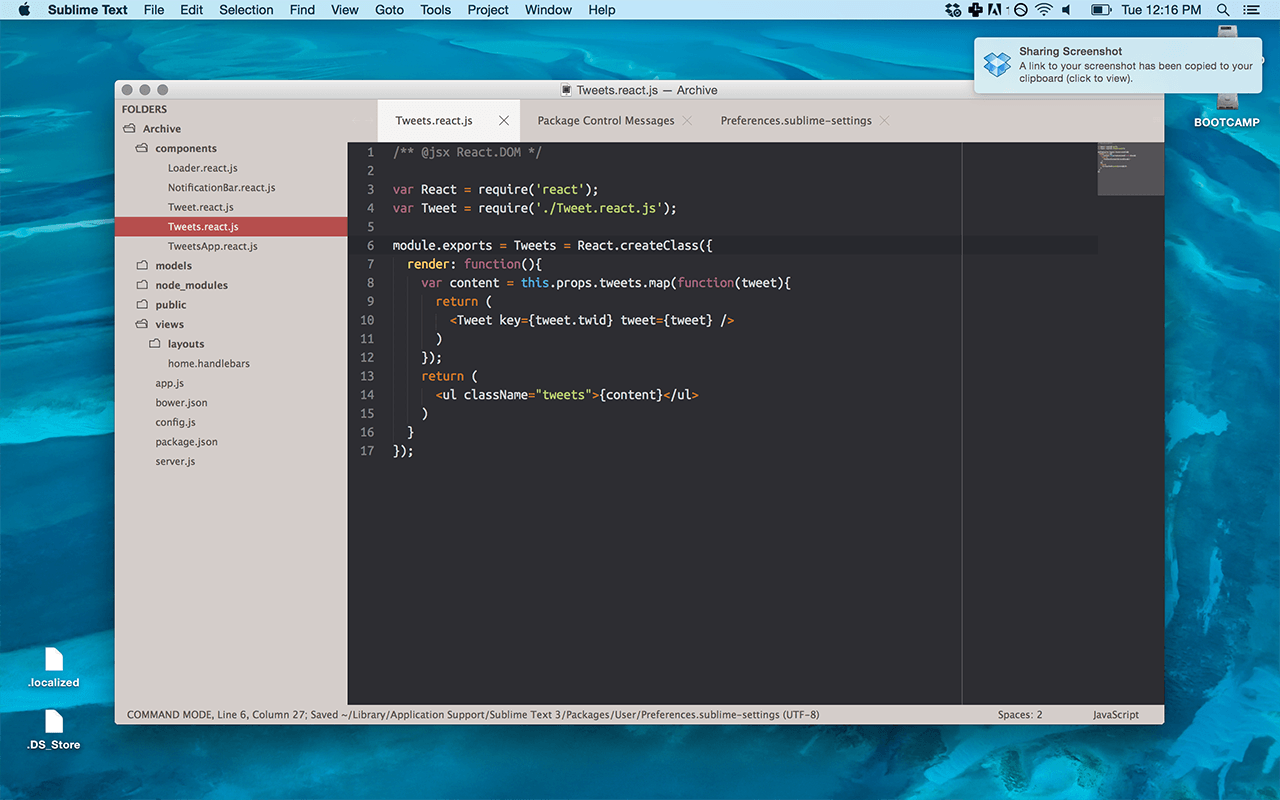 Sublime Text File Edit Selection Find View Goto Tools Project Window Help Tue 12:16 PM
Sharing Screenshot
A link to your screenshot has been copied to your
clipboard (click to view).
BOOTCAMP
Tweets.react.js — Archive
FOLDERS
Archive
components
Loader.react.js
NotificationBar.react.js
Tweet.react.js
Tweets.react.js
TweetsApp.react.js
models
node_modules
public
views
layouts
home.handlebars
app.js
bower.json
config.js
package.json
server.js
Tweets.react.js Package Control Messages Preferences.sublime-settings
1 /** @jsx React.DOM */
2
3 var React = require('react');
4 var Tweet = require('./Tweet.react.js');
5
6 module.exports = Tweets = React.createClass({
7 render: function(){
8 var content = this.props.tweets.map(function(tweet){
9 return (
10 <Tweet key={tweet.twid} tweet={tweet} />
11 )
12 });
13 return (
14 <ul className="tweets">{content}</ul>
15 )
16 }
17 });
COMMAND MODE, Line 6, Column 27; Saved ~/Library/Application Support/Sublime Text 3/Packages/User/Preferences.sublime-settings (UTF-8) Spaces: 2 JavaScript
.localized
.DS_Store